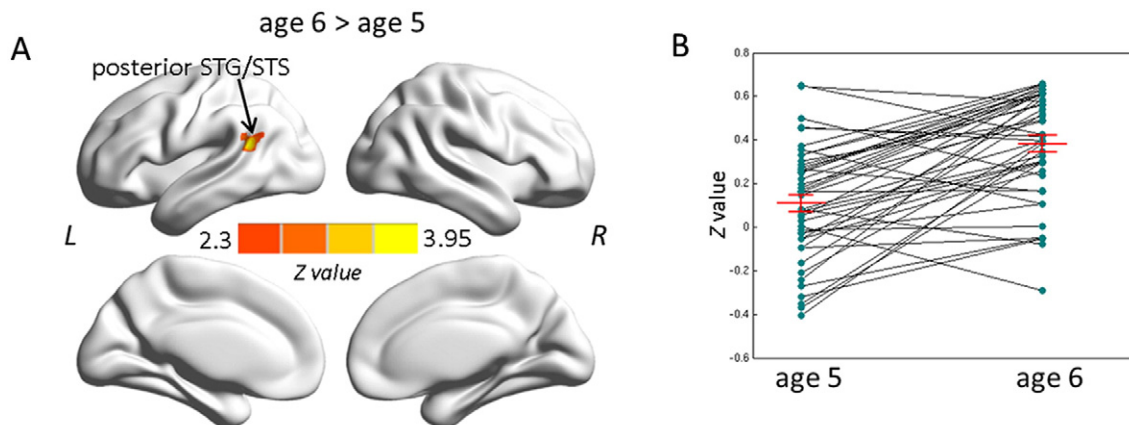 age 6 > age 5
A
posterior STG/STS
L
2.3
3.95
R
Z value
B
Z value
0.8
0.6
0.4
0.2
0
-0.2
-0.4
-0.6
age 5
age 6